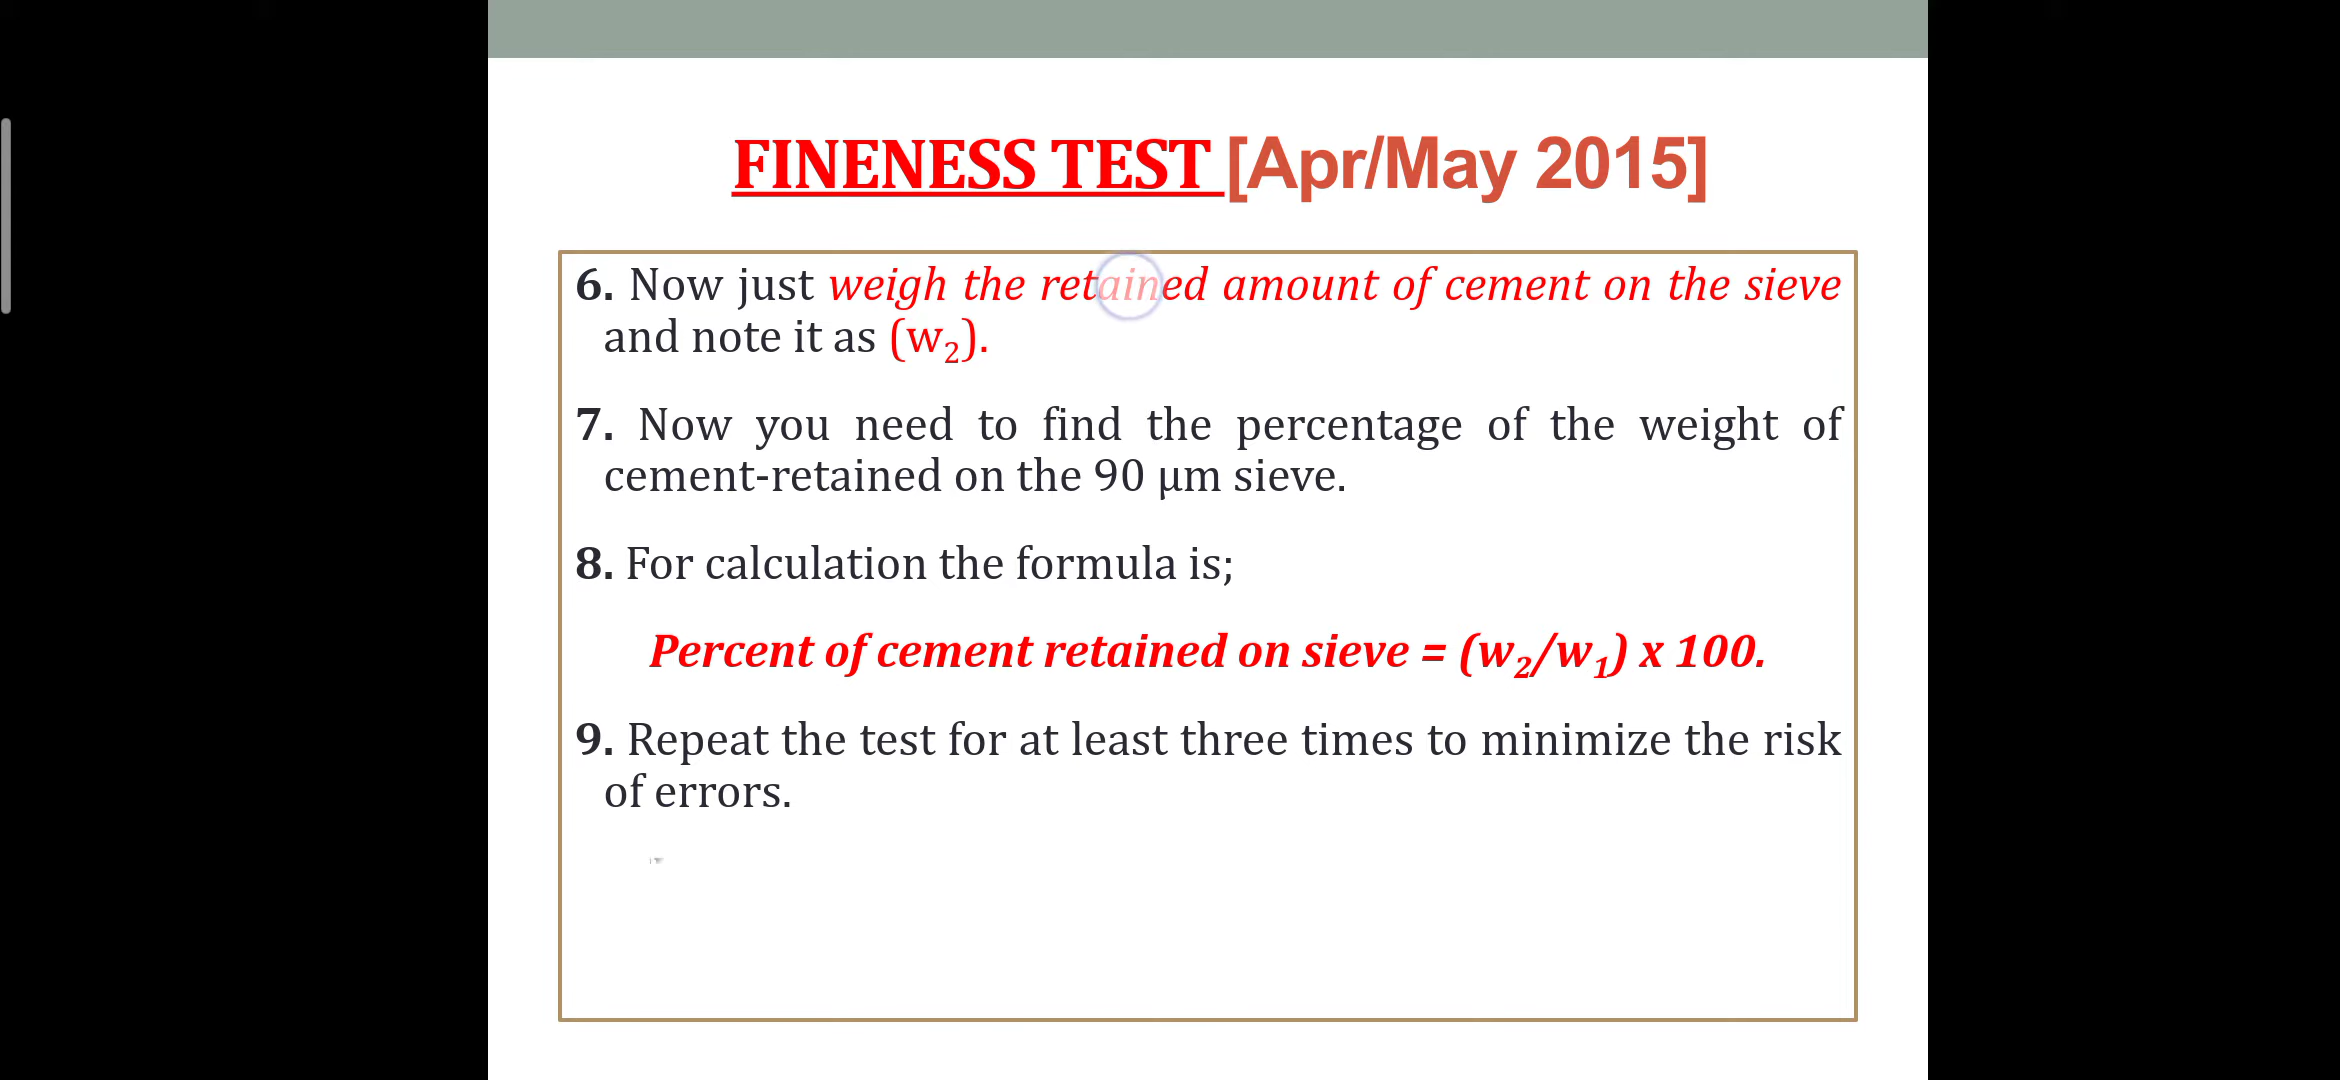 FINENESS TEST [Apr/May 2015]
6. Now just weigh the retained amount of cement on the sieve
and note it as (w₂).
7. Now you need to find the percentage of the weight of
cement-retained on the 90 μm sieve.
8. For calculation the formula is;
Percent of cement retained on sieve = (w₂/w₁) x 100.
9. Repeat the test for at least three times to minimize the risk
of errors.